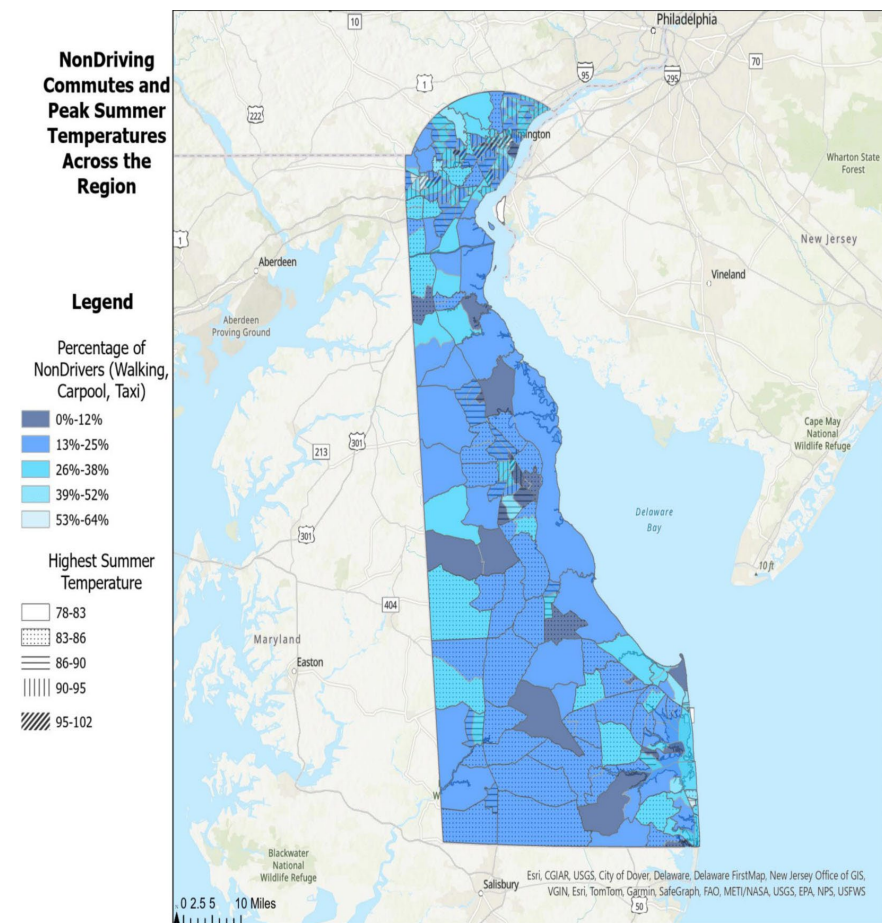 NonDriving
Commutes and
Peak Summer
Temperatures
Across the
Region
Legend
Percentage of
NonDrivers (Walking,
Carpool, Taxi)
0%-12%
13%-25%
26%-38%
39%-52%
53%-64%
Highest Summer
Temperature
78-83
83-86
86-90
90-95
95-102
0 2.5 5 10 Miles
10
Philadelphia
95
295
70
1
222
Wilmington
Wharton State
Forest
New Jersey
1
Aberdeen
Vineland
Aberdeen
Proving Ground
301
213
Cape May
National
Wildlife Refuge
301
Delaware
Bay
10 ft
404
Maryland
Easton
W
Blackwater
National
Wildlife Refuge
Salisbury
50
Esri, CGIAR, USGS, City of Dover, Delaware, Delaware FirstMap, New Jersey Office of GIS,
VGIN, Esri, TomTom, Garmin, SafeGraph, FAO, METI/NASA, USGS, EPA, NPS, USFWS